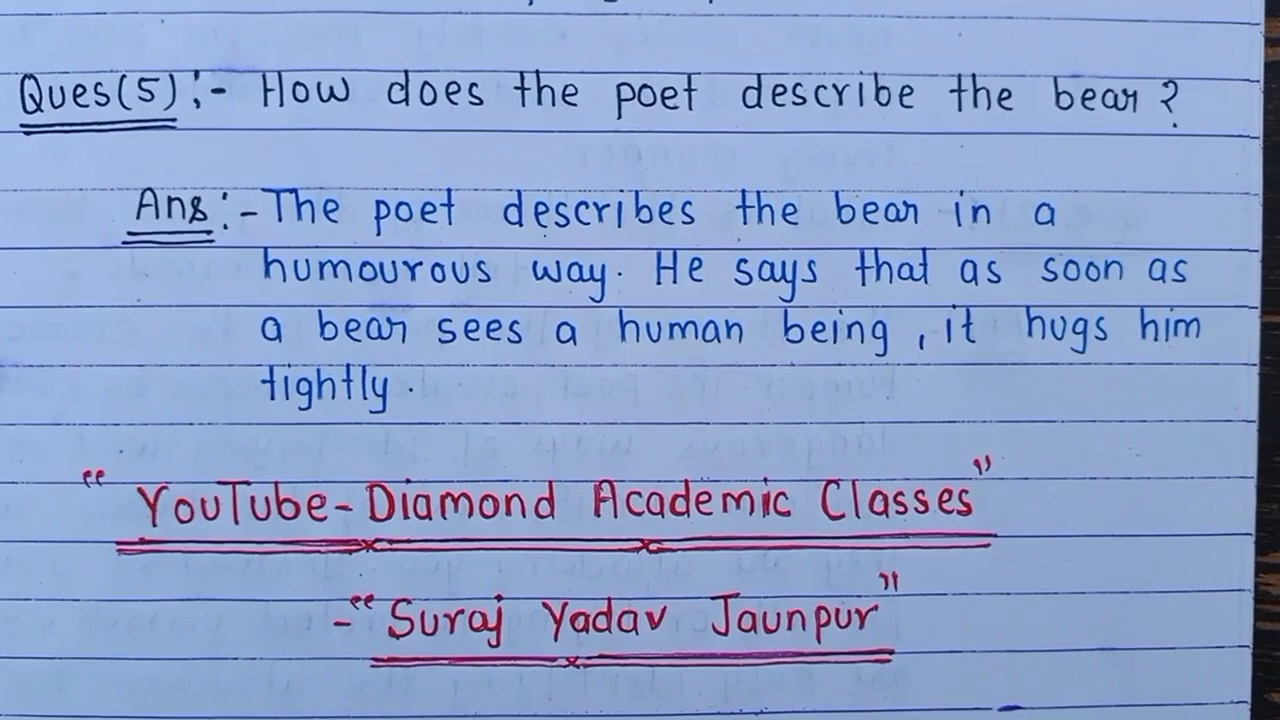 Ques(5):- How does the poet describe the bear ?
Ans:- The poet describes the bear in a
humourous way. He says that as soon as
a bear sees a human being, it hugs him
tightly.
"YouTube- Diamond Academic Classes"
-"Suraj Yadav Jaunpur"